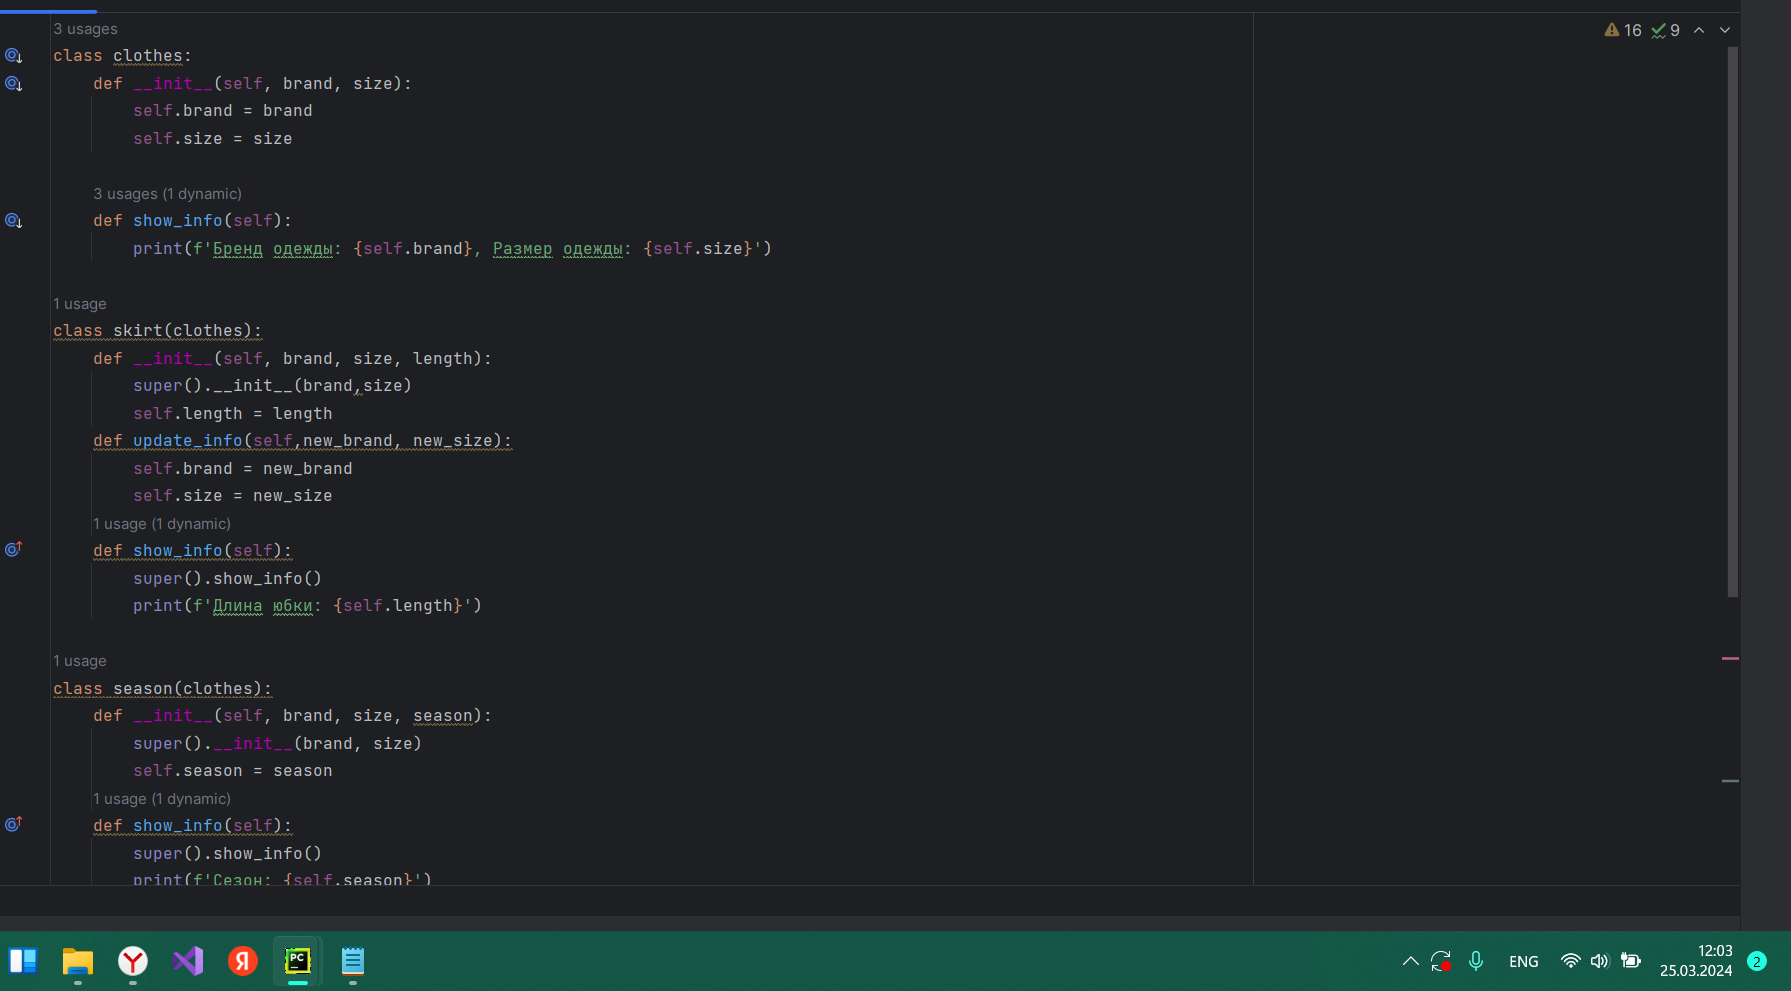 3 usages
16 9
class clothes:
def __init__(self, brand, size):
self.brand = brand
self.size = size
3 usages (1 dynamic)
def show_info(self):
print(f'Бренд одежды: {self.brand}, Размер одежды: {self.size}')
1 usage
class skirt(clothes):
def __init__(self, brand, size, length):
super().__init__(brand,size)
self.length = length
def update_info(self,new_brand, new_size):
self.brand = new_brand
self.size = new_size
1 usage (1 dynamic)
def show_info(self):
super().show_info()
print(f'Длина юбки: {self.length}')
1 usage
class season(clothes):
def __init__(self, brand, size, season):
super().__init__(brand, size)
self.season = season
1 usage (1 dynamic)
def show_info(self):
super().show_info()
print(f'Сезон: {self.season}')
Я
PC
ENG
12:03
25.03.2024
2